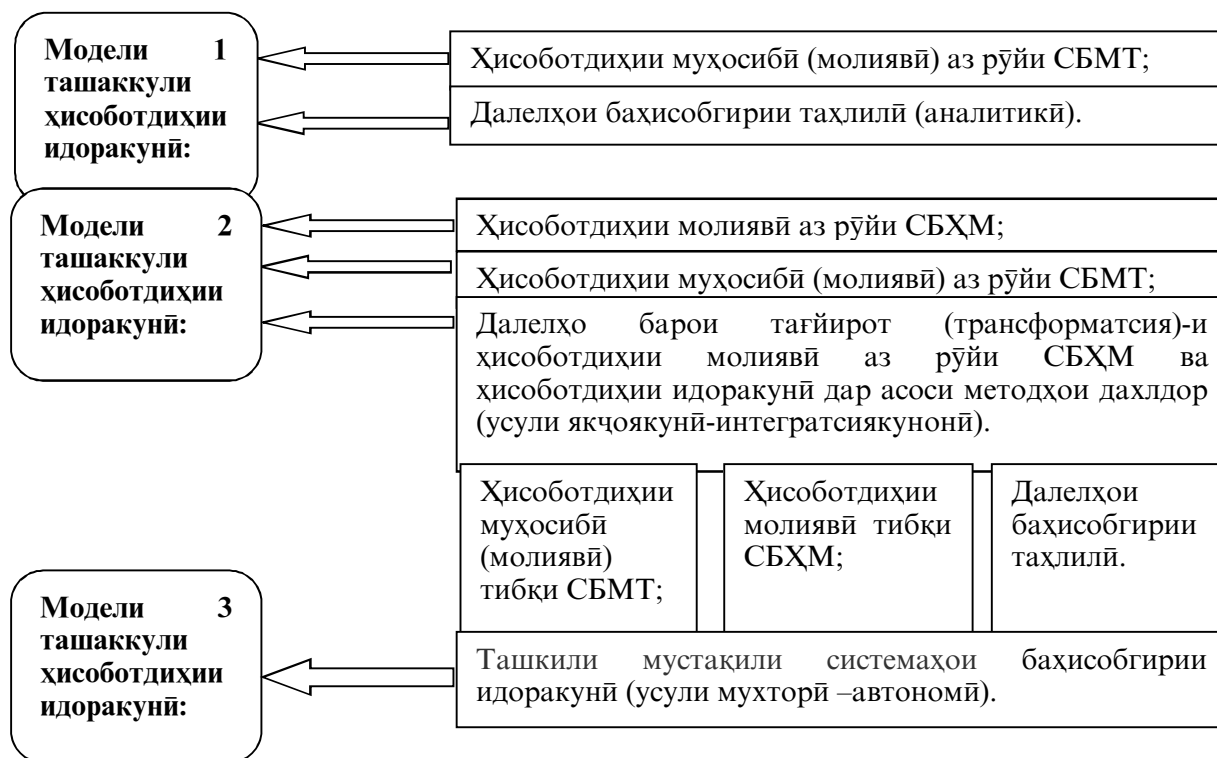 Модели 1
ташаккули
ҳисоботдиҳии
идоракунӣ:
Ҳисоботдиҳии муҳосибӣ (молиявӣ) аз рӯйи СБМТ;
Далелҳои баҳисобгирии таҳлилӣ (аналитикӣ).
Модели 2
ташаккули
ҳисоботдиҳии
идоракунӣ:
Ҳисоботдиҳии молиявӣ аз рӯйи СБҲМ;
Ҳисоботдиҳии муҳосибӣ (молиявӣ) аз рӯйи СБМТ;
Далелҳо барои тағйирот (трансформатсия)-и
ҳисоботдиҳии молиявӣ аз рӯйи СБҲМ ва
ҳисоботдиҳии идоракунӣ дар асоси методҳои дахлдор
(усули якҷоякунӣ-интегратсиякунонӣ).
Ҳисоботдиҳии
муҳосибӣ
(молиявӣ)
тибқи СБМТ;
Ҳисоботдиҳии
молиявӣ тибқи
СБҲМ;
Далелҳои
баҳисобгирии
таҳлилӣ.
Модели 3
ташаккули
ҳисоботдиҳии
идоракунӣ:
Ташкили мустақили системаҳои баҳисобгирии
идоракунӣ (усули мухторӣ –автономӣ).